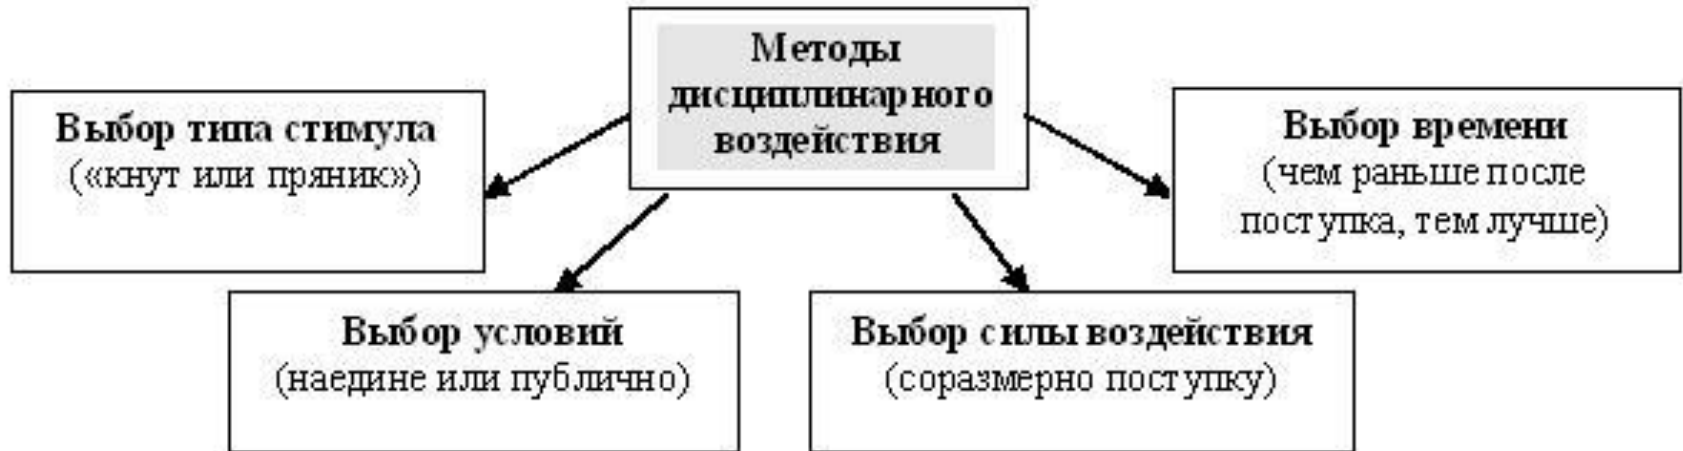 Методы
дисциплинарного
воздействия
Выбор типа стимула
(«кнут или пряник»)
Выбор времени
(чем раньше после
поступка, тем лучше)
Выбор условий
(наедине или публично)
Выбор силы воздействия
(соразмерно поступку)